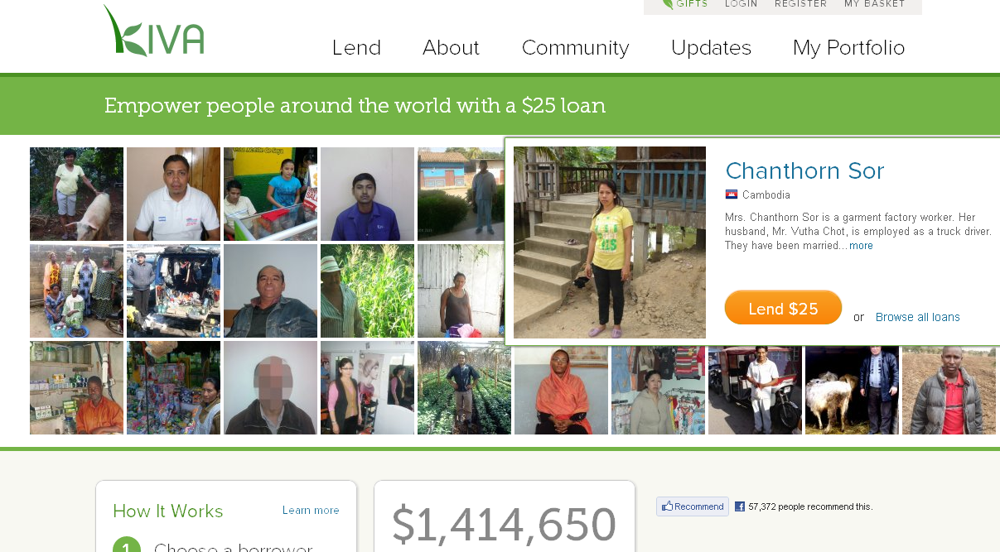 GIFTS LOGIN REGISTER MY BASKET
KIVA
Lend About Community Updates My Portfolio
Empower people around the world with a $25 loan
Chanthorn Sor
Cambodia
Mrs. Chanthorn Sor is a garment factory worker. Her
husband, Mr. Vutha Chot, is employed as a truck driver.
They have been married... more
Lend $25 or Browse all loans
How It Works Learn more
$1,414,650
Recommend 57,372 people recommend this.
1 Choose a borrower